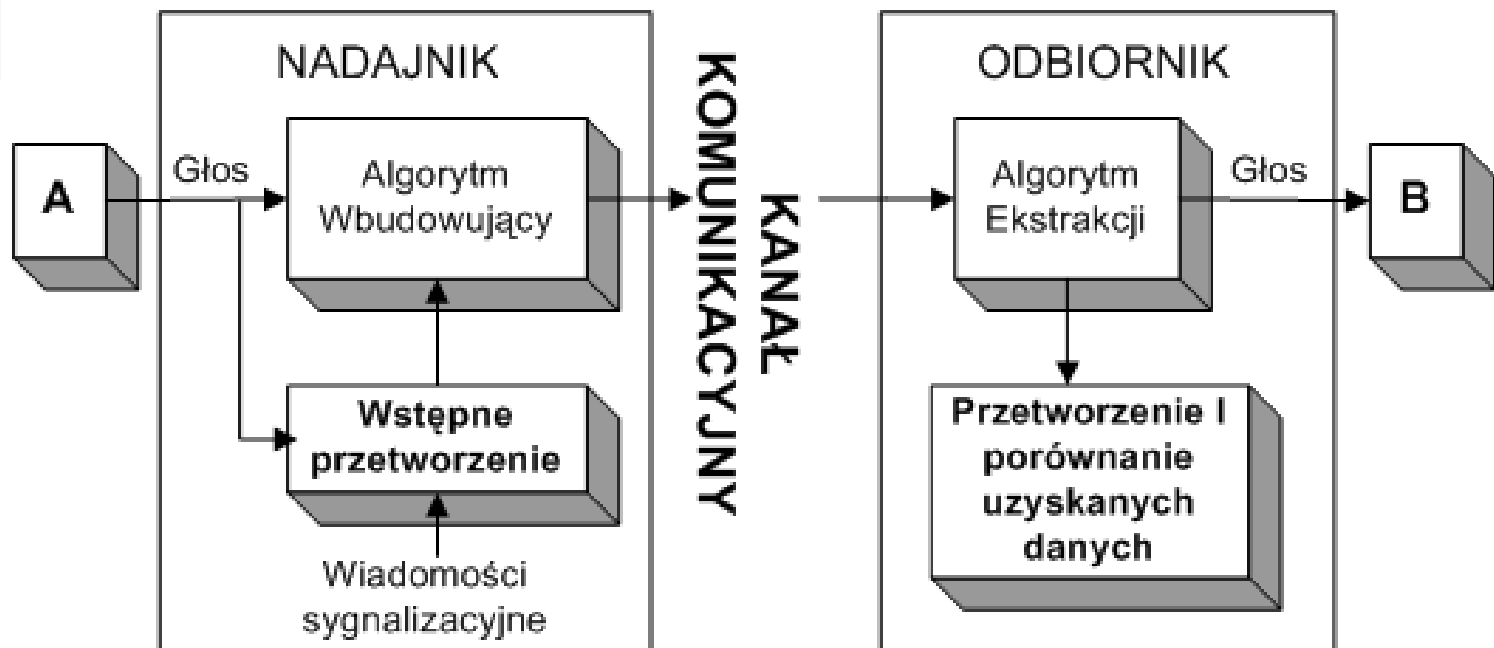 NADAJNIK
A
Głos
Algorytm
Wbudowujący
Wstępne
przetworzenie
Wiadomości
sygnalizacyjne
KANAŁ
KOMUNIKACYJNY
ODBIORNIK
Algorytm
Ekstrakcji
Głos
B
Przetworzenie I
porównanie
uzyskanych
danych